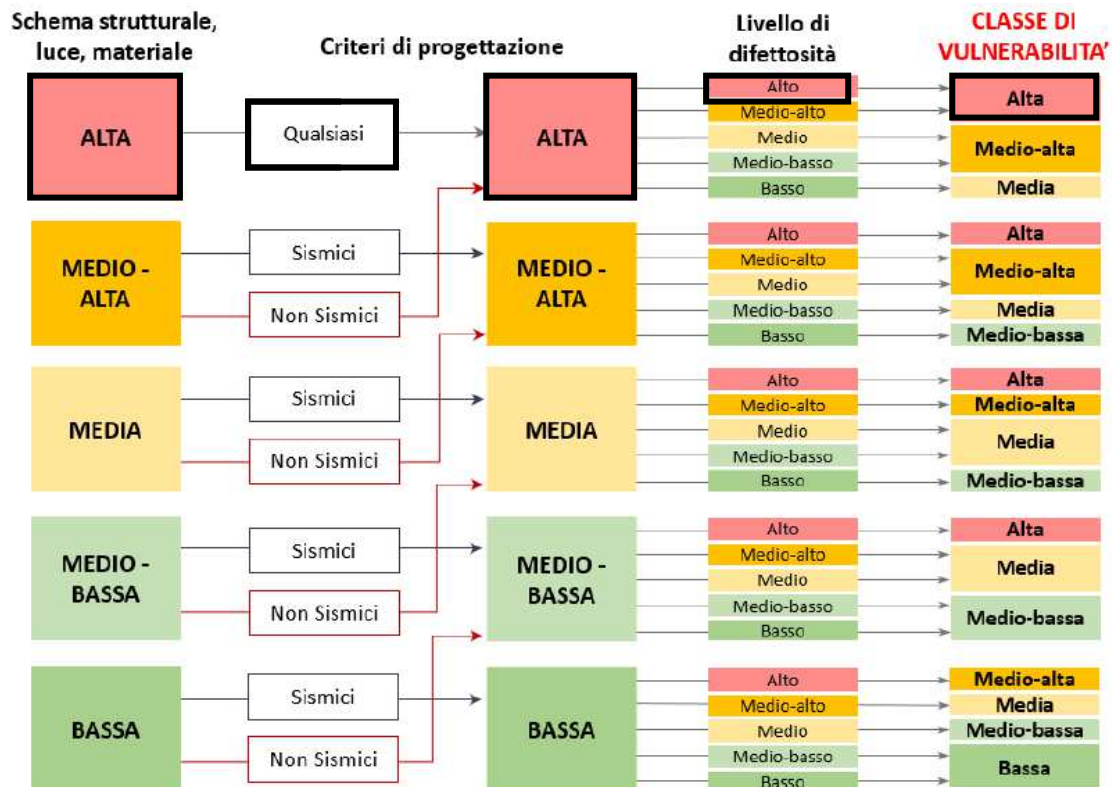 Schema strutturale,
luce, materiale
Criteri di progettazione
Livello di
difettosità
CLASSE DI
VULNERABILITA’
ALTA
Qualsiasi
ALTA
Alto
Medio-alto
Medio
Medio-basso
Basso
Alta
Medio-alta
Media
MEDIO -
ALTA
Sismici
Non Sismici
MEDIO -
ALTA
Alto
Medio-alto
Medio
Medio-basso
Basso
Alta
Medio-alta
Media
Medio-bassa
MEDIA
Sismici
Non Sismici
MEDIA
Alto
Medio-alto
Medio
Medio-basso
Basso
Alta
Medio-alta
Media
Medio-bassa
MEDIO -
BASSA
Sismici
Non Sismici
MEDIO -
BASSA
Alto
Medio-alto
Medio
Medio-basso
Basso
Alta
Media
Medio-bassa
BASSA
Sismici
Non Sismici
BASSA
Alto
Medio-alto
Medio
Medio-basso
Basso
Medio-alta
Media
Medio-bassa
Bassa